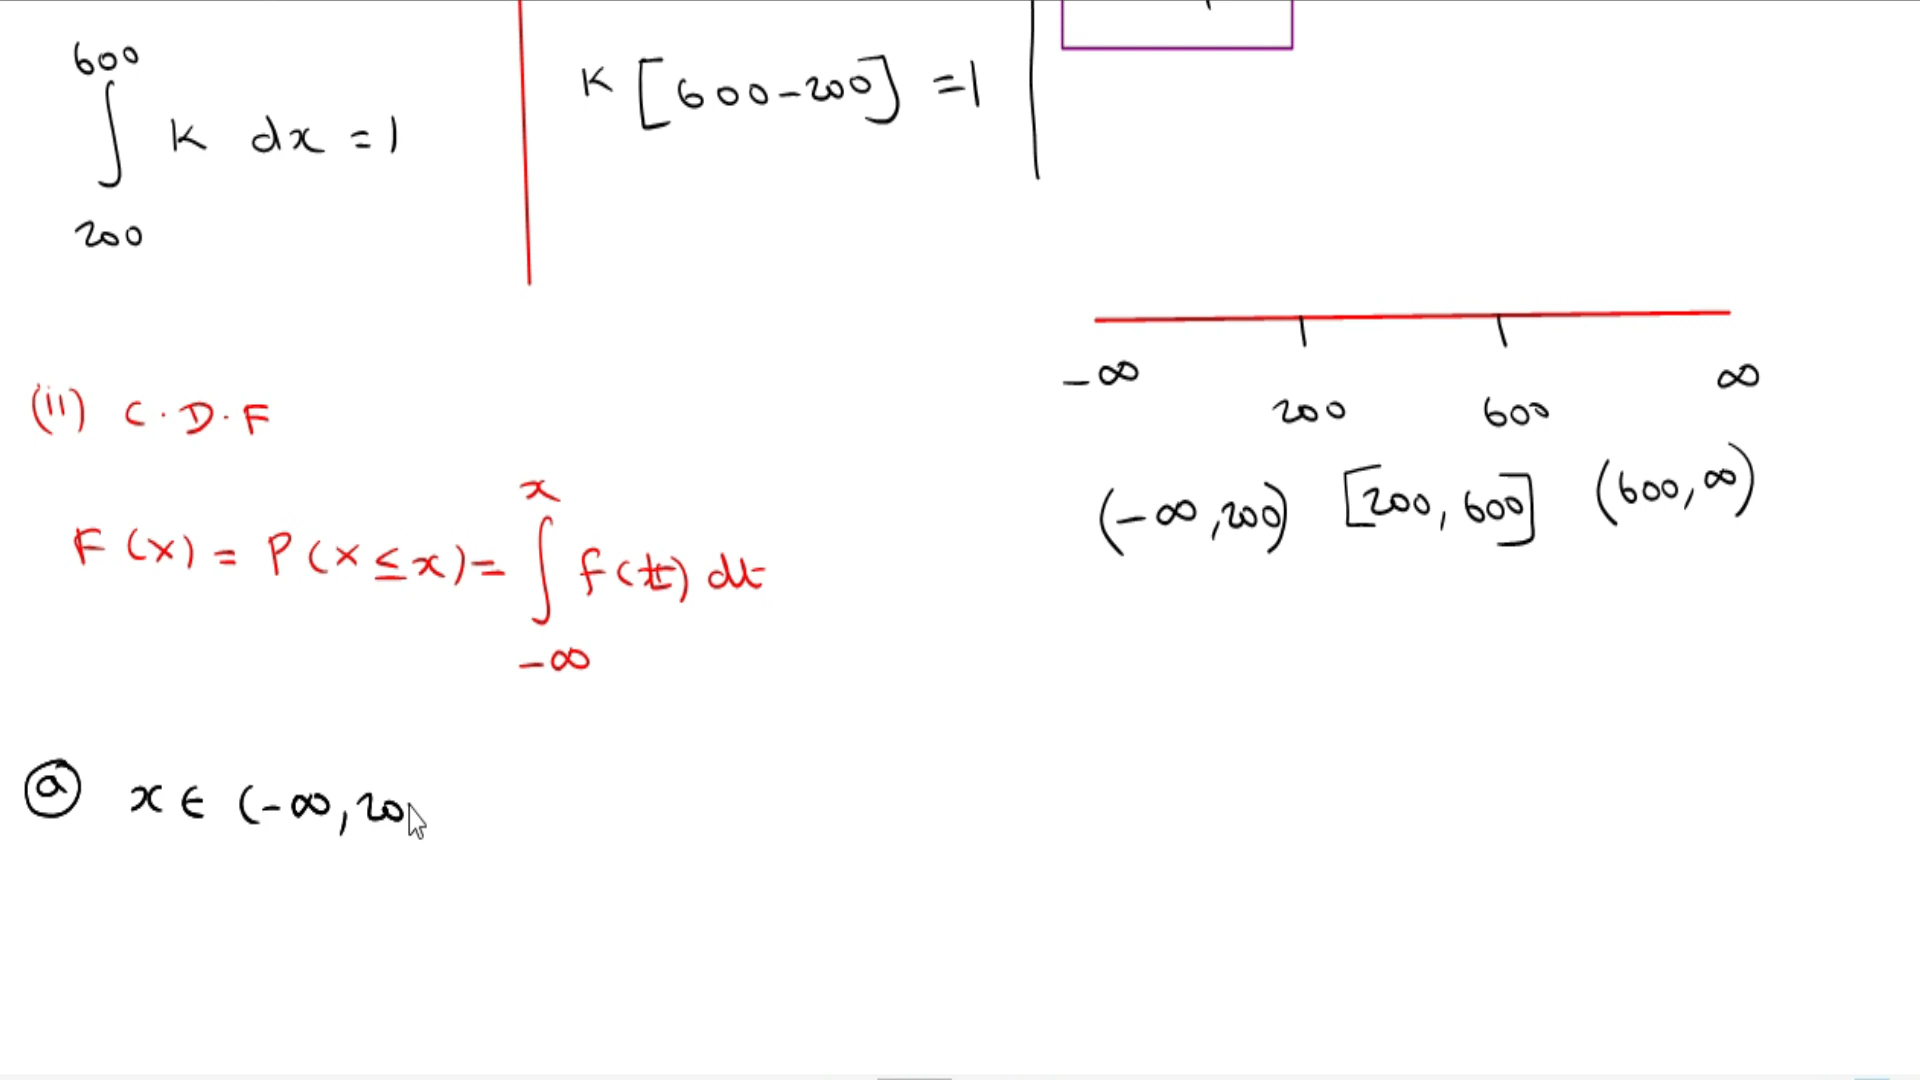 600
∫ K dx = 1
200
K [600-200] = 1
-∞ 200 600 ∞
(-∞,200) [200,600] (600,∞)
(ii) C.D.F
F(x) = P(X≤x) = ∫ f(t) dt
x
-∞
ⓐ x ∈ (-∞,20